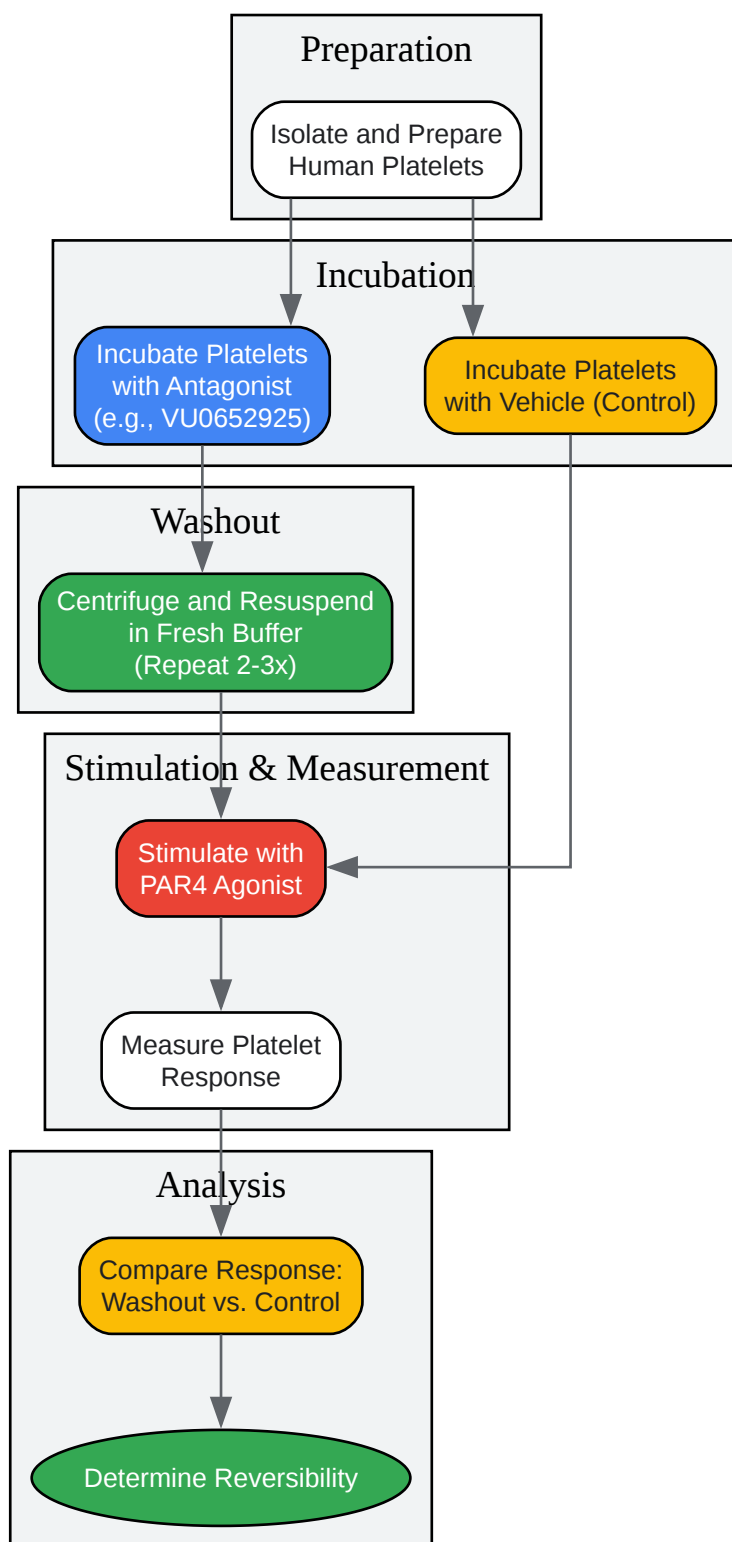 Preparation
Isolate and Prepare
Human Platelets
Incubation
Incubate Platelets
with Antagonist
(e.g., VU0652925)
Incubate Platelets
with Vehicle (Control)
Washout
Centrifuge and Resuspend
in Fresh Buffer
(Repeat 2-3x)
Stimulation & Measurement
Stimulate with
PAR4 Agonist
Measure Platelet
Response
Analysis
Compare Response:
Washout vs. Control
Determine Reversibility